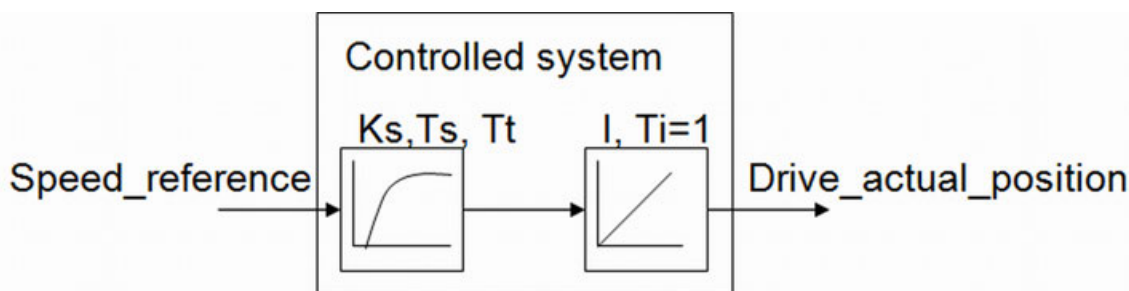 Controlled system
Ks,Ts, Tt
I, Ti=1
Speed_reference
Drive_actual_position